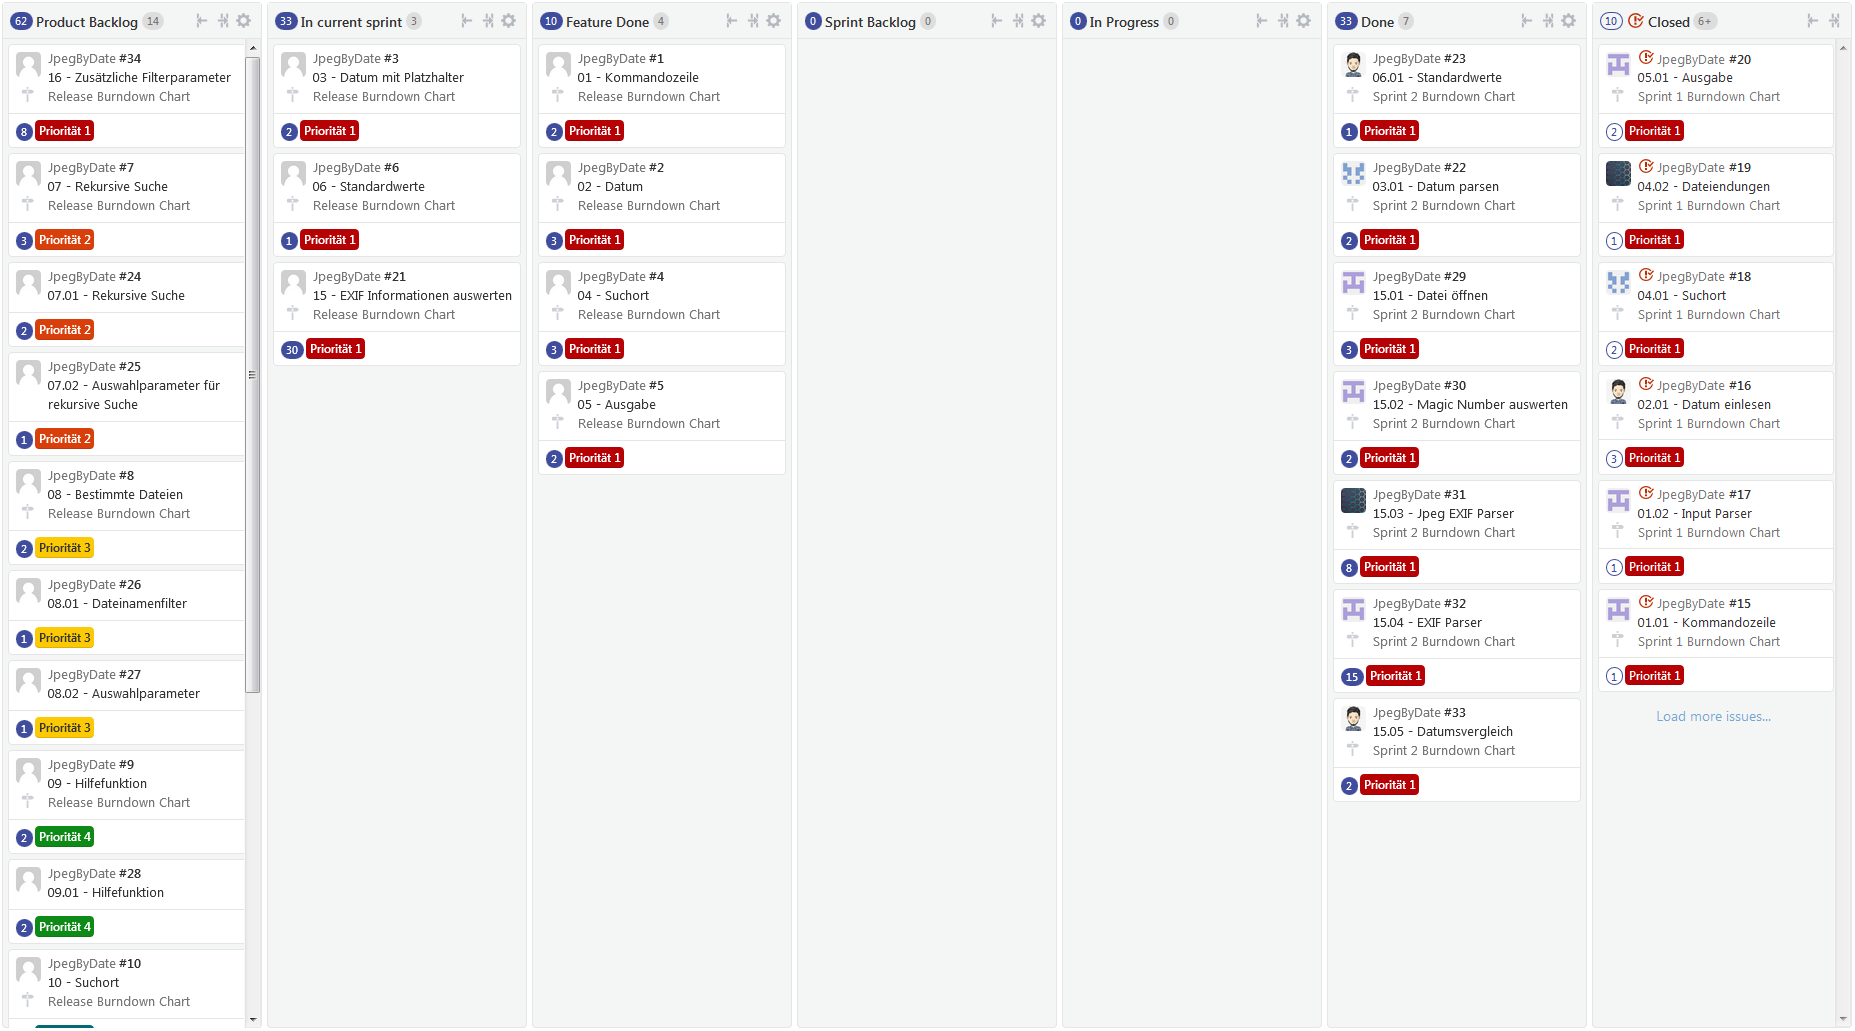 62 Product Backlog 14
JpegByDate #34
16 - Zusätzliche Filterparameter
Release Burndown Chart
8 Priorität 1
JpegByDate #7
07 - Rekursive Suche
Release Burndown Chart
3 Priorität 2
JpegByDate #24
07.01 - Rekursive Suche
2 Priorität 2
JpegByDate #25
07.02 - Auswahlparameter für
rekursive Suche
1 Priorität 2
JpegByDate #8
08 - Bestimmte Dateien
Release Burndown Chart
2 Priorität 3
JpegByDate #26
08.01 - Dateinamenfilter
1 Priorität 3
JpegByDate #27
08.02 - Auswahlparameter
1 Priorität 3
JpegByDate #9
09 - Hilfefunktion
Release Burndown Chart
2 Priorität 4
JpegByDate #28
09.01 - Hilfefunktion
2 Priorität 4
JpegByDate #10
10 - Suchort
Release Burndown Chart
33 In current sprint 3
JpegByDate #3
03 - Datum mit Platzhalter
Release Burndown Chart
2 Priorität 1
JpegByDate #6
06 - Standardwerte
Release Burndown Chart
1 Priorität 1
JpegByDate #21
15 - EXIF Informationen auswerten
Release Burndown Chart
30 Priorität 1
10 Feature Done 4
JpegByDate #1
01 - Kommandozeile
Release Burndown Chart
2 Priorität 1
JpegByDate #2
02 - Datum
Release Burndown Chart
3 Priorität 1
JpegByDate #4
04 - Suchort
Release Burndown Chart
3 Priorität 1
JpegByDate #5
05 - Ausgabe
Release Burndown Chart
2 Priorität 1
0 Sprint Backlog 0
0 In Progress 0
33 Done 7
JpegByDate #23
06.01 - Standardwerte
Sprint 2 Burndown Chart
1 Priorität 1
JpegByDate #22
03.01 - Datum parsen
Sprint 2 Burndown Chart
2 Priorität 1
JpegByDate #29
15.01 - Datei öffnen
Sprint 2 Burndown Chart
3 Priorität 1
JpegByDate #30
15.02 - Magic Number auswerten
Sprint 2 Burndown Chart
2 Priorität 1
JpegByDate #31
15.03 - Jpeg EXIF Parser
Sprint 2 Burndown Chart
8 Priorität 1
JpegByDate #32
15.04 - EXIF Parser
Sprint 2 Burndown Chart
15 Priorität 1
JpegByDate #33
15.05 - Datumsvergleich
Sprint 2 Burndown Chart
2 Priorität 1
10 Closed 6+
JpegByDate #20
05.01 - Ausgabe
Sprint 1 Burndown Chart
2 Priorität 1
JpegByDate #19
04.02 - Dateiendungen
Sprint 1 Burndown Chart
1 Priorität 1
JpegByDate #18
04.01 - Suchort
Sprint 1 Burndown Chart
2 Priorität 1
JpegByDate #16
02.01 - Datum einlesen
Sprint 1 Burndown Chart
3 Priorität 1
JpegByDate #17
01.02 - Input Parser
Sprint 1 Burndown Chart
1 Priorität 1
JpegByDate #15
01.01 - Kommandozeile
Sprint 1 Burndown Chart
1 Priorität 1
Load more issues...